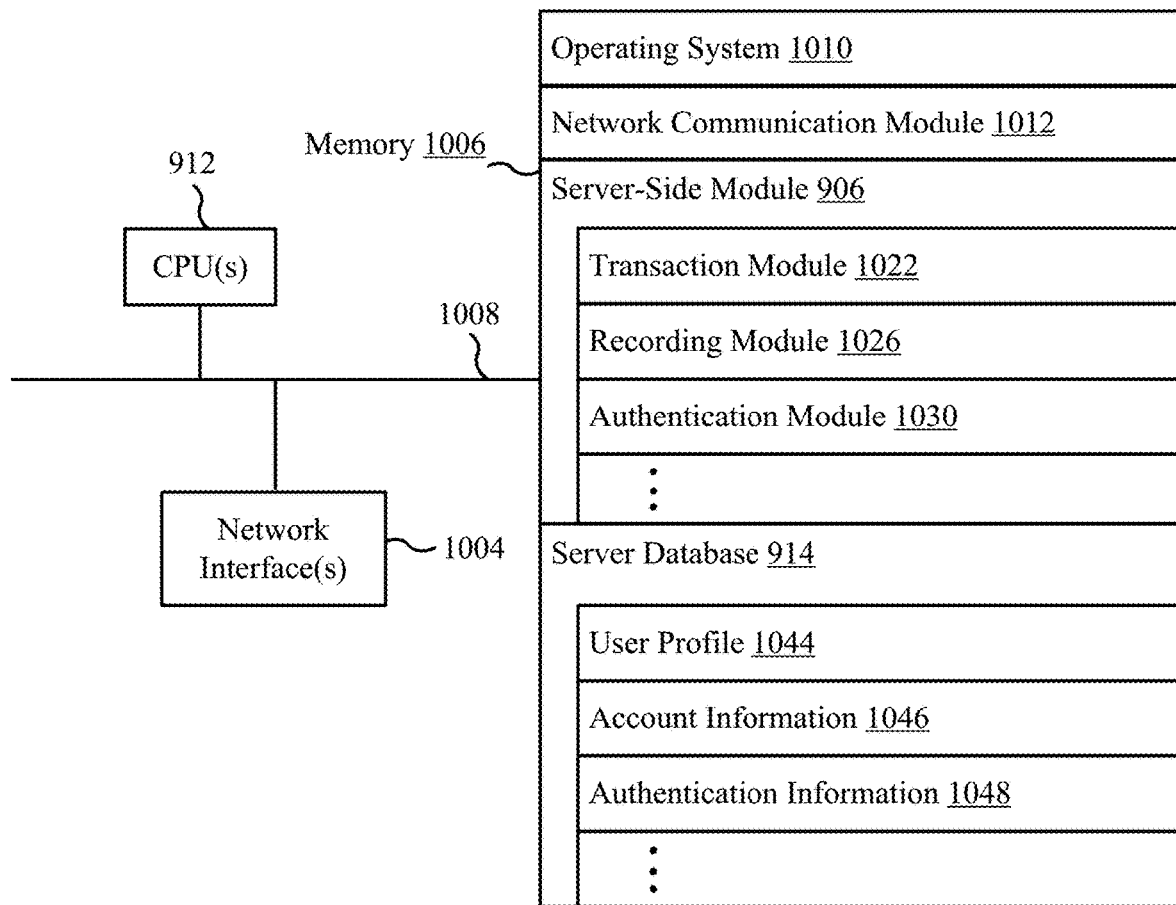 Operating System 1010
Network Communication Module 1012
Memory 1006
912
Server-Side Module 906
CPU(s)
Transaction Module 1022
1008
Recording Module 1026
Authentication Module 1030
Network
Interface(s)
1004
Server Database 914
User Profile 1044
Account Information 1046
Authentication Information 1048